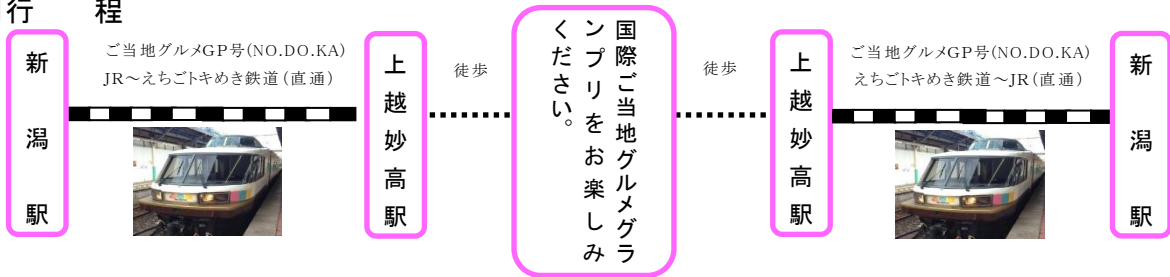 行　程
新潟駅
ご当地グルメGP号(NO.DO.KA)
JR～えちごトキめき鉄道(直通)
上越妙高駅
徒歩
国際ご当地グルメグラ
ンプリをお楽しみ
ください。
徒歩
上越妙高駅
ご当地グルメGP号(NO.DO.KA)
えちごトキめき鉄道～JR(直通)
新潟駅